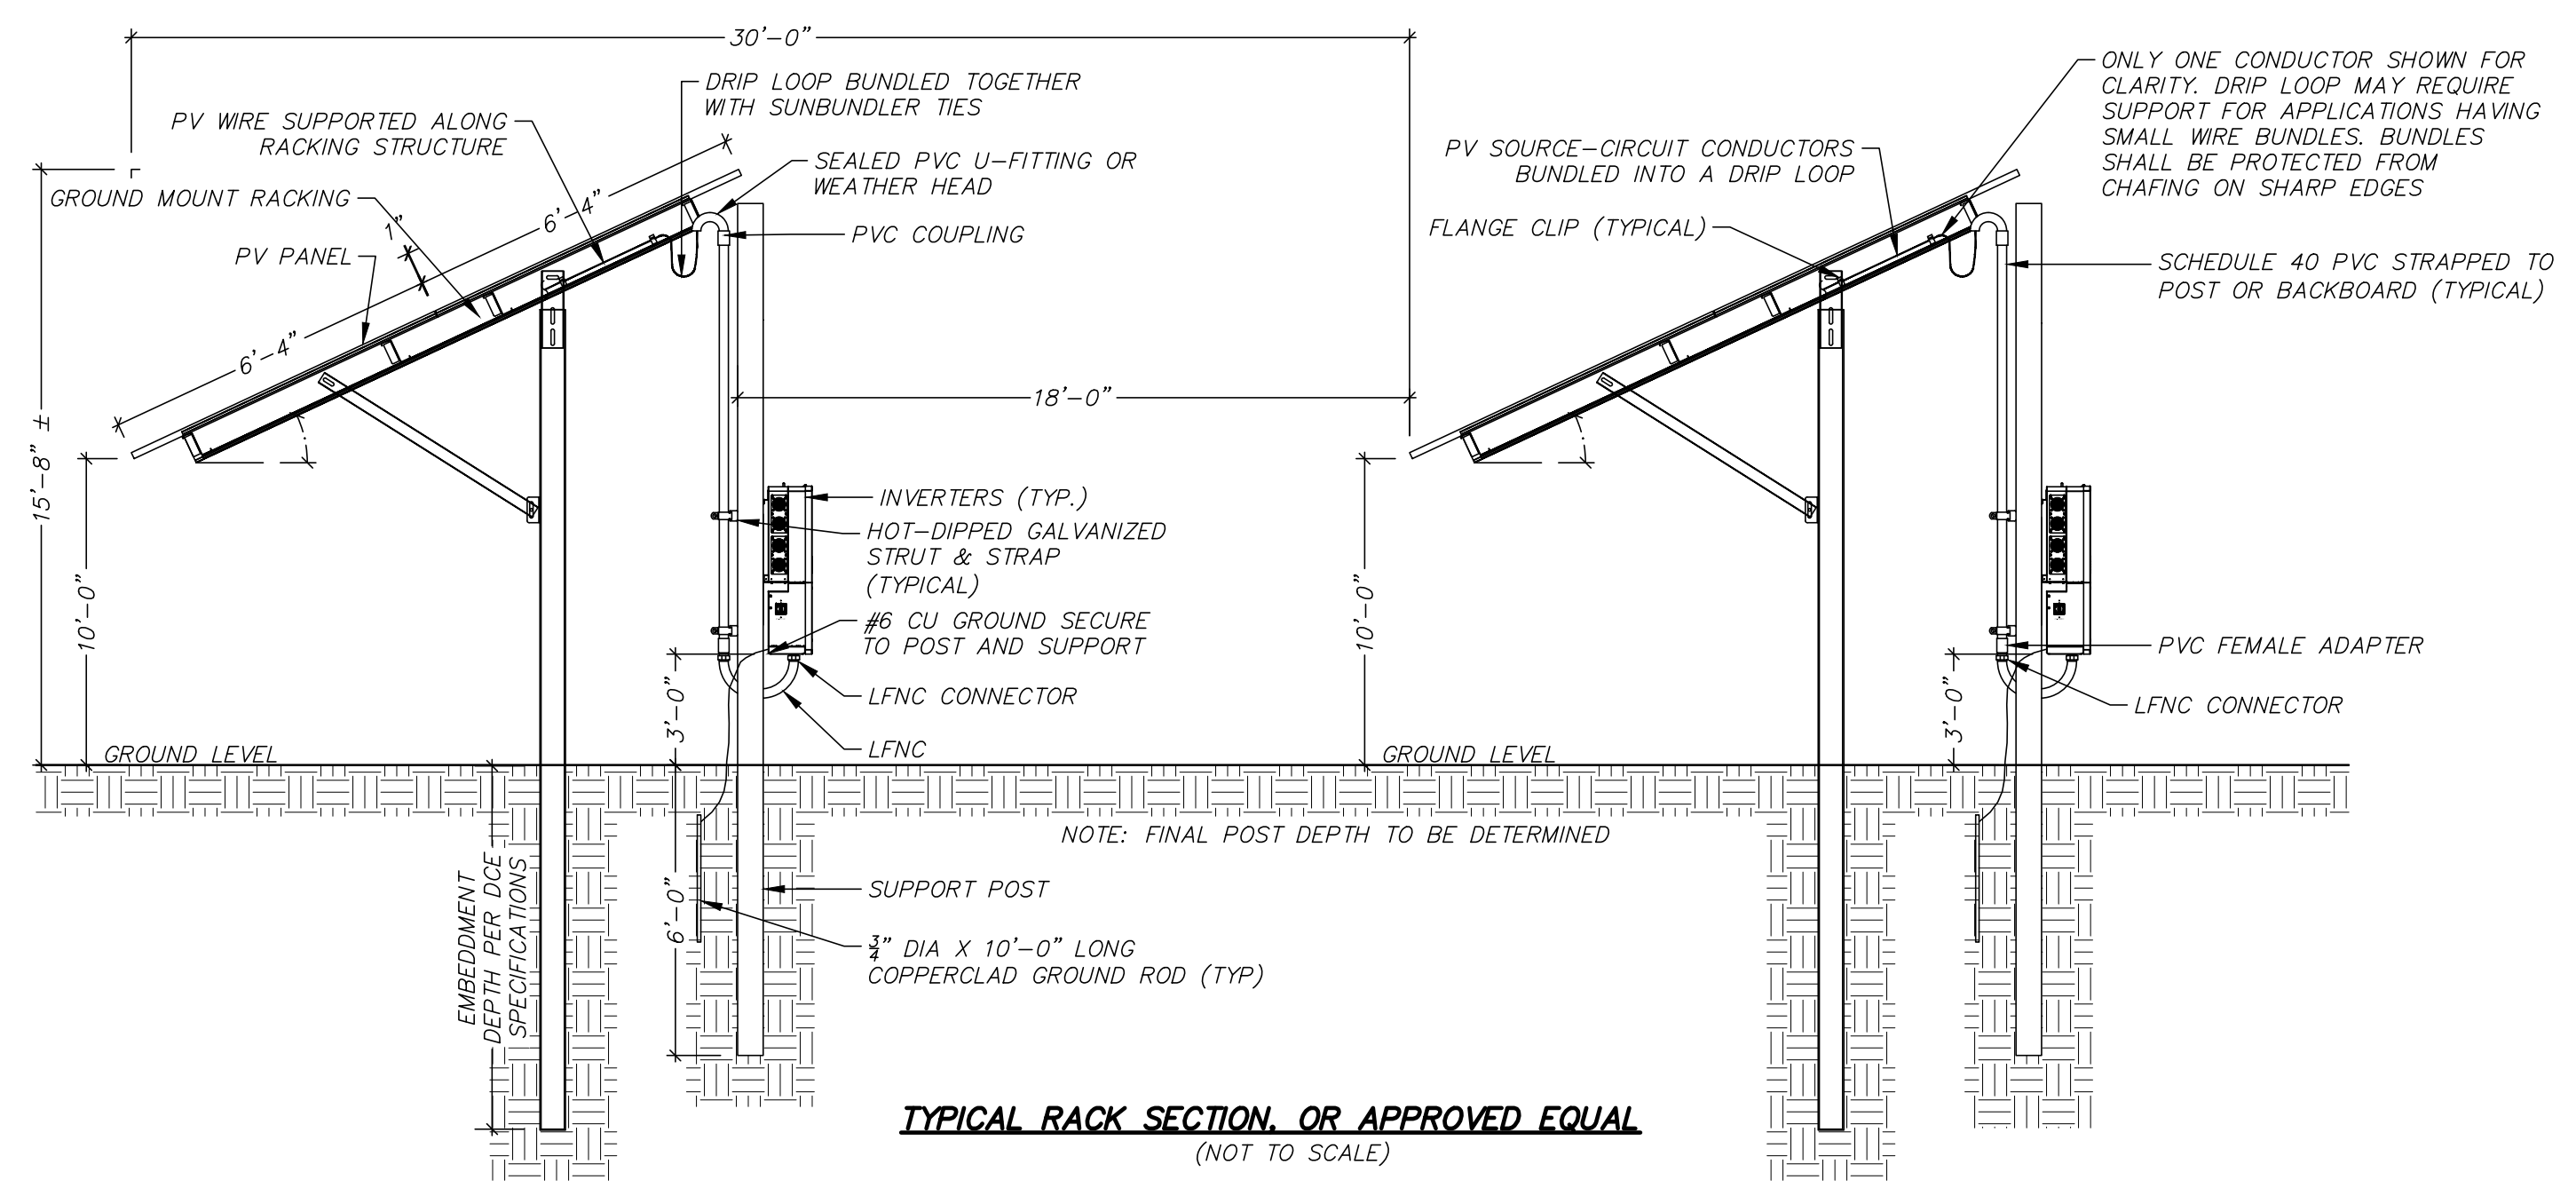 30'-0"
DRIP LOOP BUNDLED TOGETHER
WITH SUNBUNDLER TIES
PV WIRE SUPPORTED ALONG
RACKING STRUCTURE
SEALED PVC U-FITTING OR
WEATHER HEAD
GROUND MOUNT RACKING
1"
6'-4"
PVC COUPLING
PV PANEL
6'-4"
18'-0"
15'-8" ±
10'-0"
INVERTERS (TYP.)
HOT-DIPPED GALVANIZED
STRUT & STRAP
(TYPICAL)
#6 CU GROUND SECURE
TO POST AND SUPPORT
LFNC CONNECTOR
3'-0"
LFNC
GROUND LEVEL
EMBEDDMENT
DEPTH PER DCE
SPECIFICATIONS
6'-0"
SUPPORT POST
3/4" DIA X 10'-0" LONG
COPPERCLAD GROUND ROD (TYP)
ONLY ONE CONDUCTOR SHOWN FOR
CLARITY. DRIP LOOP MAY REQUIRE
SUPPORT FOR APPLICATIONS HAVING
SMALL WIRE BUNDLES. BUNDLES
SHALL BE PROTECTED FROM
CHAFING ON SHARP EDGES
PV SOURCE-CIRCUIT CONDUCTORS
BUNDLED INTO A DRIP LOOP
FLANGE CLIP (TYPICAL)
SCHEDULE 40 PVC STRAPPED TO
POST OR BACKBOARD (TYPICAL)
10'-0"
PVC FEMALE ADAPTER
LFNC CONNECTOR
3'-0"
GROUND LEVEL
NOTE: FINAL POST DEPTH TO BE DETERMINED
TYPICAL RACK SECTION. OR APPROVED EQUAL
(NOT TO SCALE)